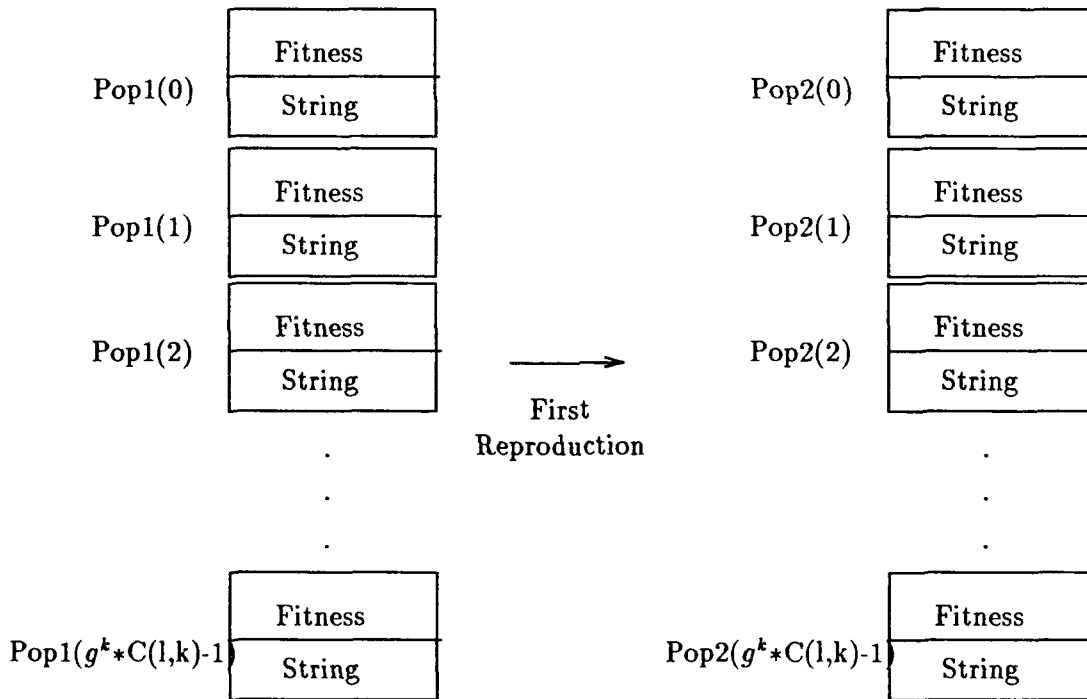 Fitness
Pop1(0)
String
Fitness
Pop1(1)
String
Fitness
Pop1(2)
String
.
.
.
Fitness
Pop1(g^k*C(l,k)-1)
String
First
Reproduction
Fitness
Pop2(0)
String
Fitness
Pop2(1)
String
Fitness
Pop2(2)
String
.
.
.
Fitness
Pop2(g^k*C(l,k)-1)
String